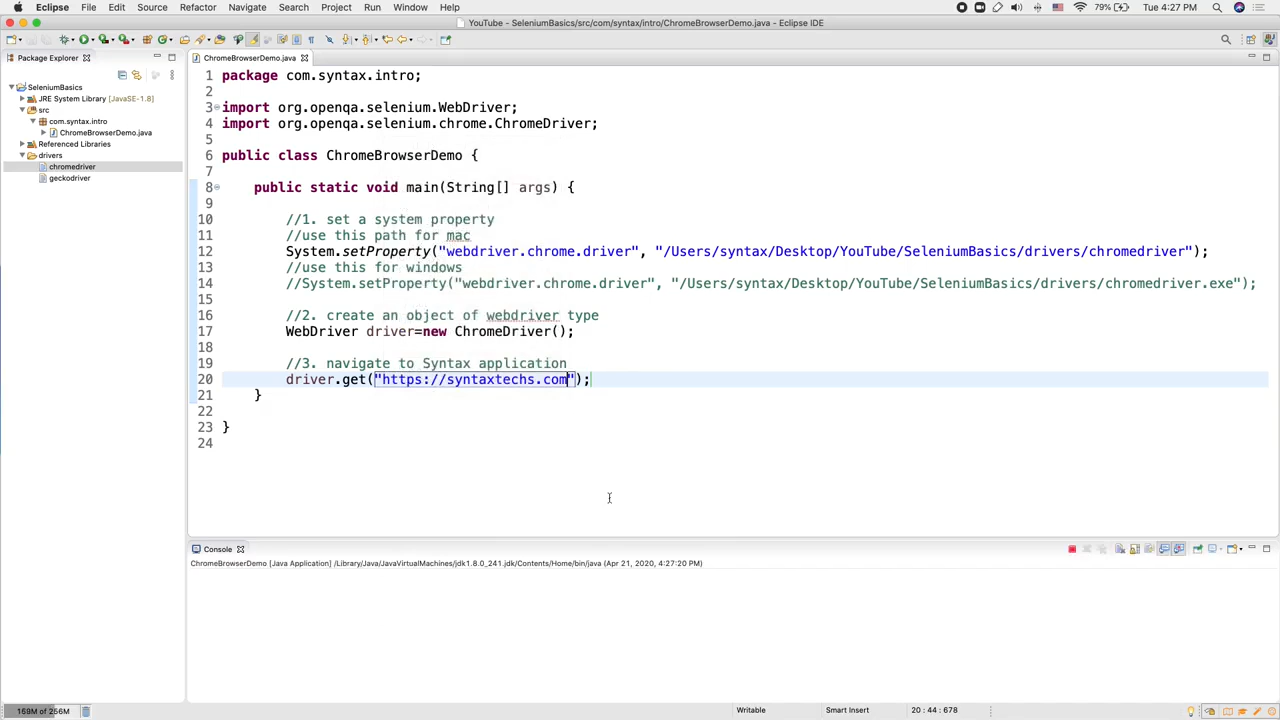 Eclipse File Edit Source Refactor Navigate Search Project Run Window Help 79% Tue 4:27 PM
YouTube - SeleniumBasics/src/com/syntax/intro/ChromeBrowserDemo.java - Eclipse IDE
Package Explorer
SeleniumBasics
JRE System Library [JavaSE-1.8]
src
com.syntax.intro
ChromeBrowserDemo.java
Referenced Libraries
drivers
chromedriver
geckodriver
ChromeBrowserDemo.java
1 package com.syntax.intro;
2
3 import org.openqa.selenium.WebDriver;
4 import org.openqa.selenium.chrome.ChromeDriver;
5
6 public class ChromeBrowserDemo {
7
8 public static void main(String[] args) {
9
10 //1. set a system property
11 //use this path for mac
12 System.setProperty("webdriver.chrome.driver", "/Users/syntax/Desktop/YouTube/SeleniumBasics/drivers/chromedriver");
13 //use this for windows
14 //System.setProperty("webdriver.chrome.driver", "/Users/syntax/Desktop/YouTube/SeleniumBasics/drivers/chromedriver.exe");
15
16 //2. create an object of webdriver type
17 WebDriver driver=new ChromeDriver();
18
19 //3. navigate to Syntax application
20 driver.get("https://syntaxtechs.com");
21 }
22
23 }
24
Console
ChromeBrowserDemo [Java Application] /Library/Java/JavaVirtualMachines/jdk1.8.0_241.jdk/Contents/Home/bin/java (Apr 21, 2020, 4:27:20 PM)
169M of 256M Writable Smart Insert 20 : 44 : 678